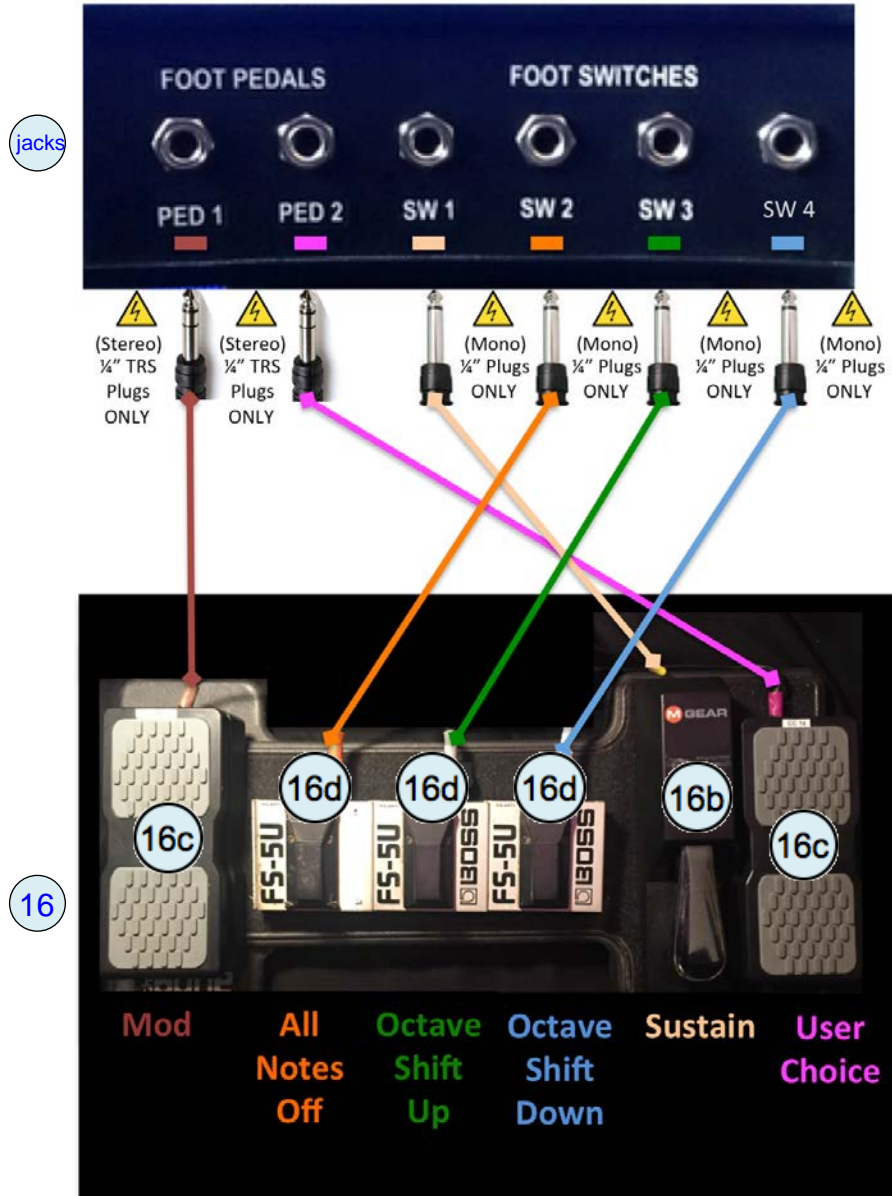 FOOT PEDALS
FOOT SWITCHES
jacks
PED 1
PED 2
SW 1
SW 2
SW 3
SW 4
(Stereo)
¼” TRS
Plugs
ONLY
(Stereo)
¼” TRS
Plugs
ONLY
(Mono)
¼” Plugs
ONLY
(Mono)
¼” Plugs
ONLY
(Mono)
¼” Plugs
ONLY
(Mono)
¼” Plugs
ONLY
M GEAR
16d
16d
16d
16b
16c
16c
FS-5U
FS-5U
BOSS
FS-5U
BOSS
16
Mod
All
Notes
Off
Octave
Shift
Up
Octave
Shift
Down
Sustain
User
Choice